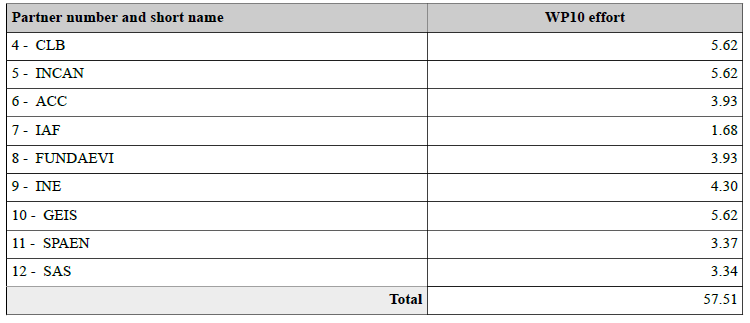 Partner number and short name WP10 effort
4 - CLB 5.62
5 - INCAN 5.62
6 - ACC 3.93
7 - IAF 1.68
8 - FUNDAEVI 3.93
9 - INE 4.30
10 - GEIS 5.62
11 - SPAEN 3.37
12 - SAS 3.34
Total 57.51